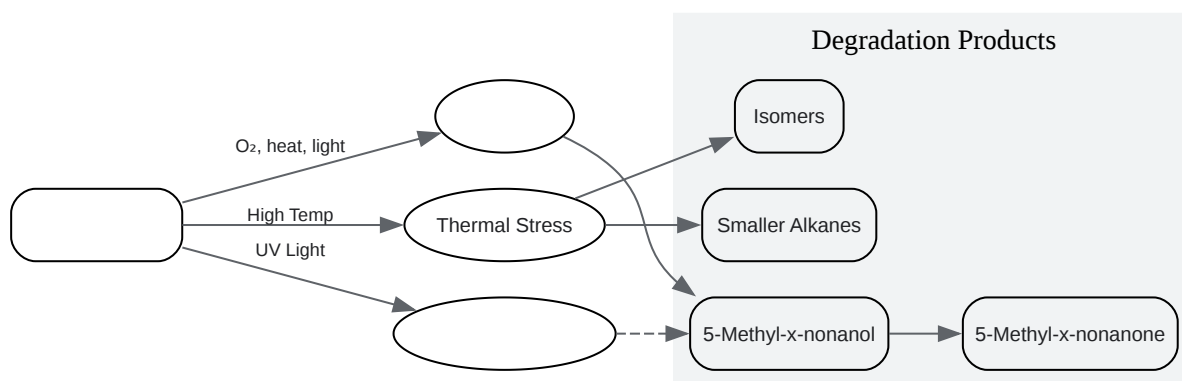 Degradation Products
Isomers
O₂, heat, light
High Temp
Thermal Stress
Smaller Alkanes
UV Light
5-Methyl-x-nonanol
5-Methyl-x-nonanone